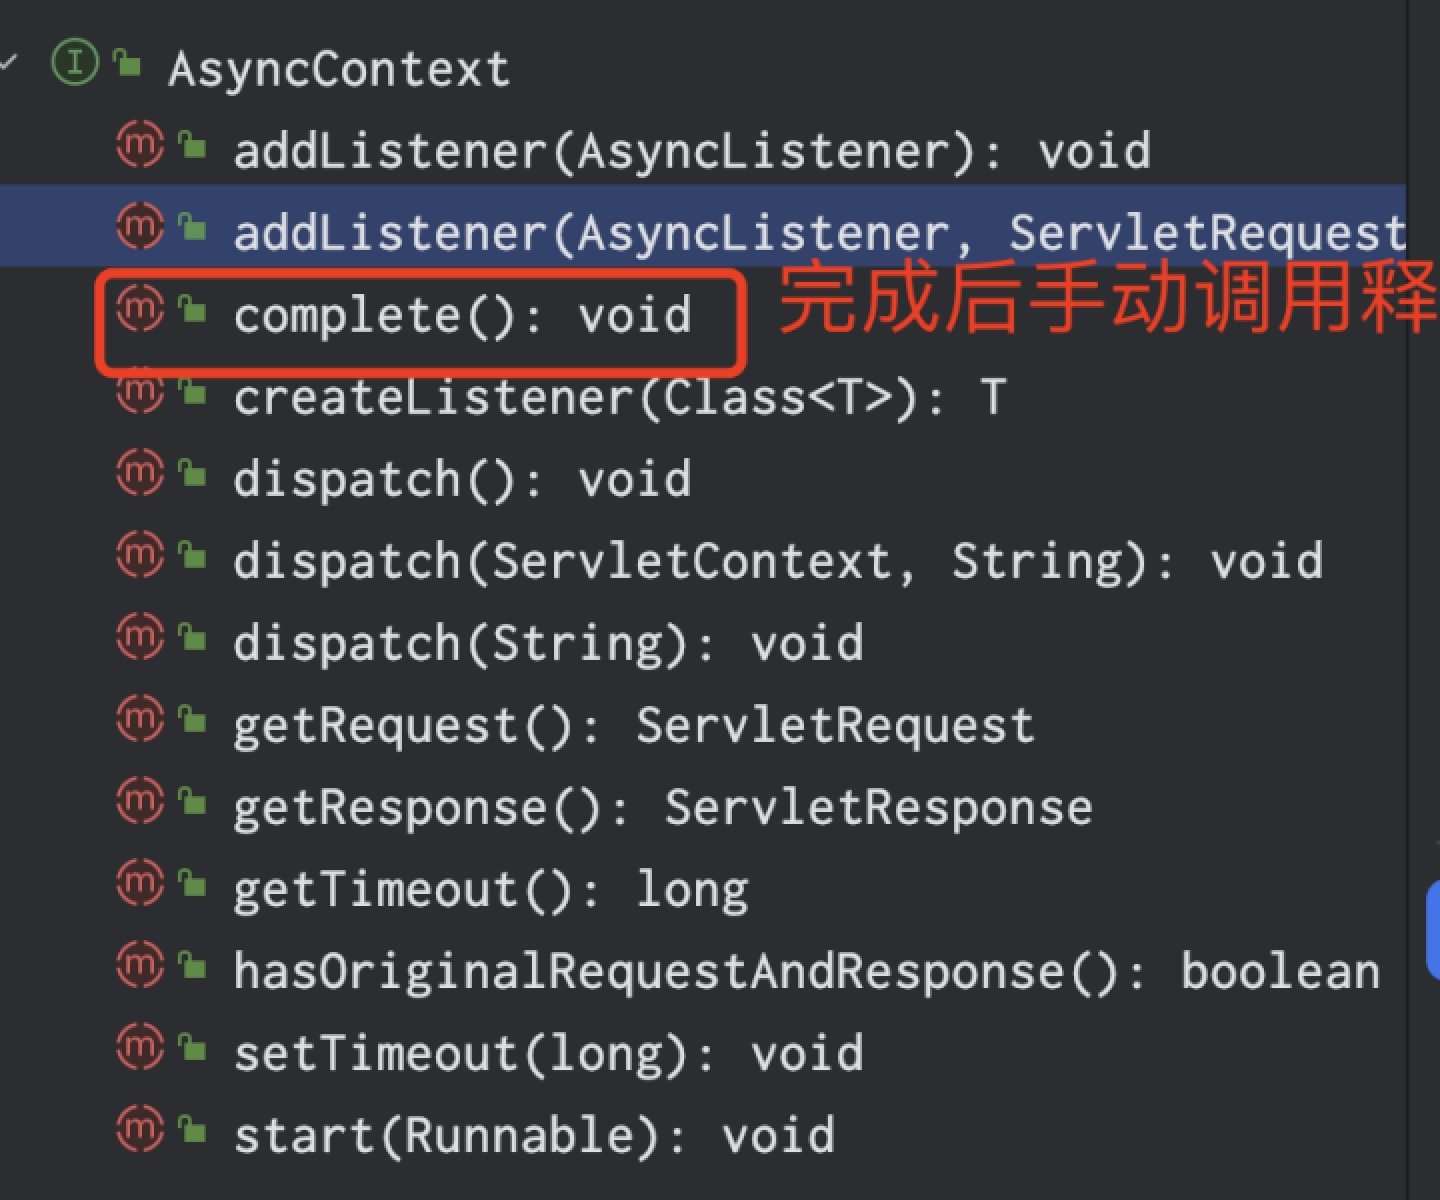 AsyncContext
addListener(AsyncListener): void
addListener(AsyncListener, ServletRequest
complete(): void 完成后手动调用释
createListener(Class<T>): T
dispatch(): void
dispatch(ServletContext, String): void
dispatch(String): void
getRequest(): ServletRequest
getResponse(): ServletResponse
getTimeout(): long
hasOriginalRequestAndResponse(): boolean
setTimeout(long): void
start(Runnable): void